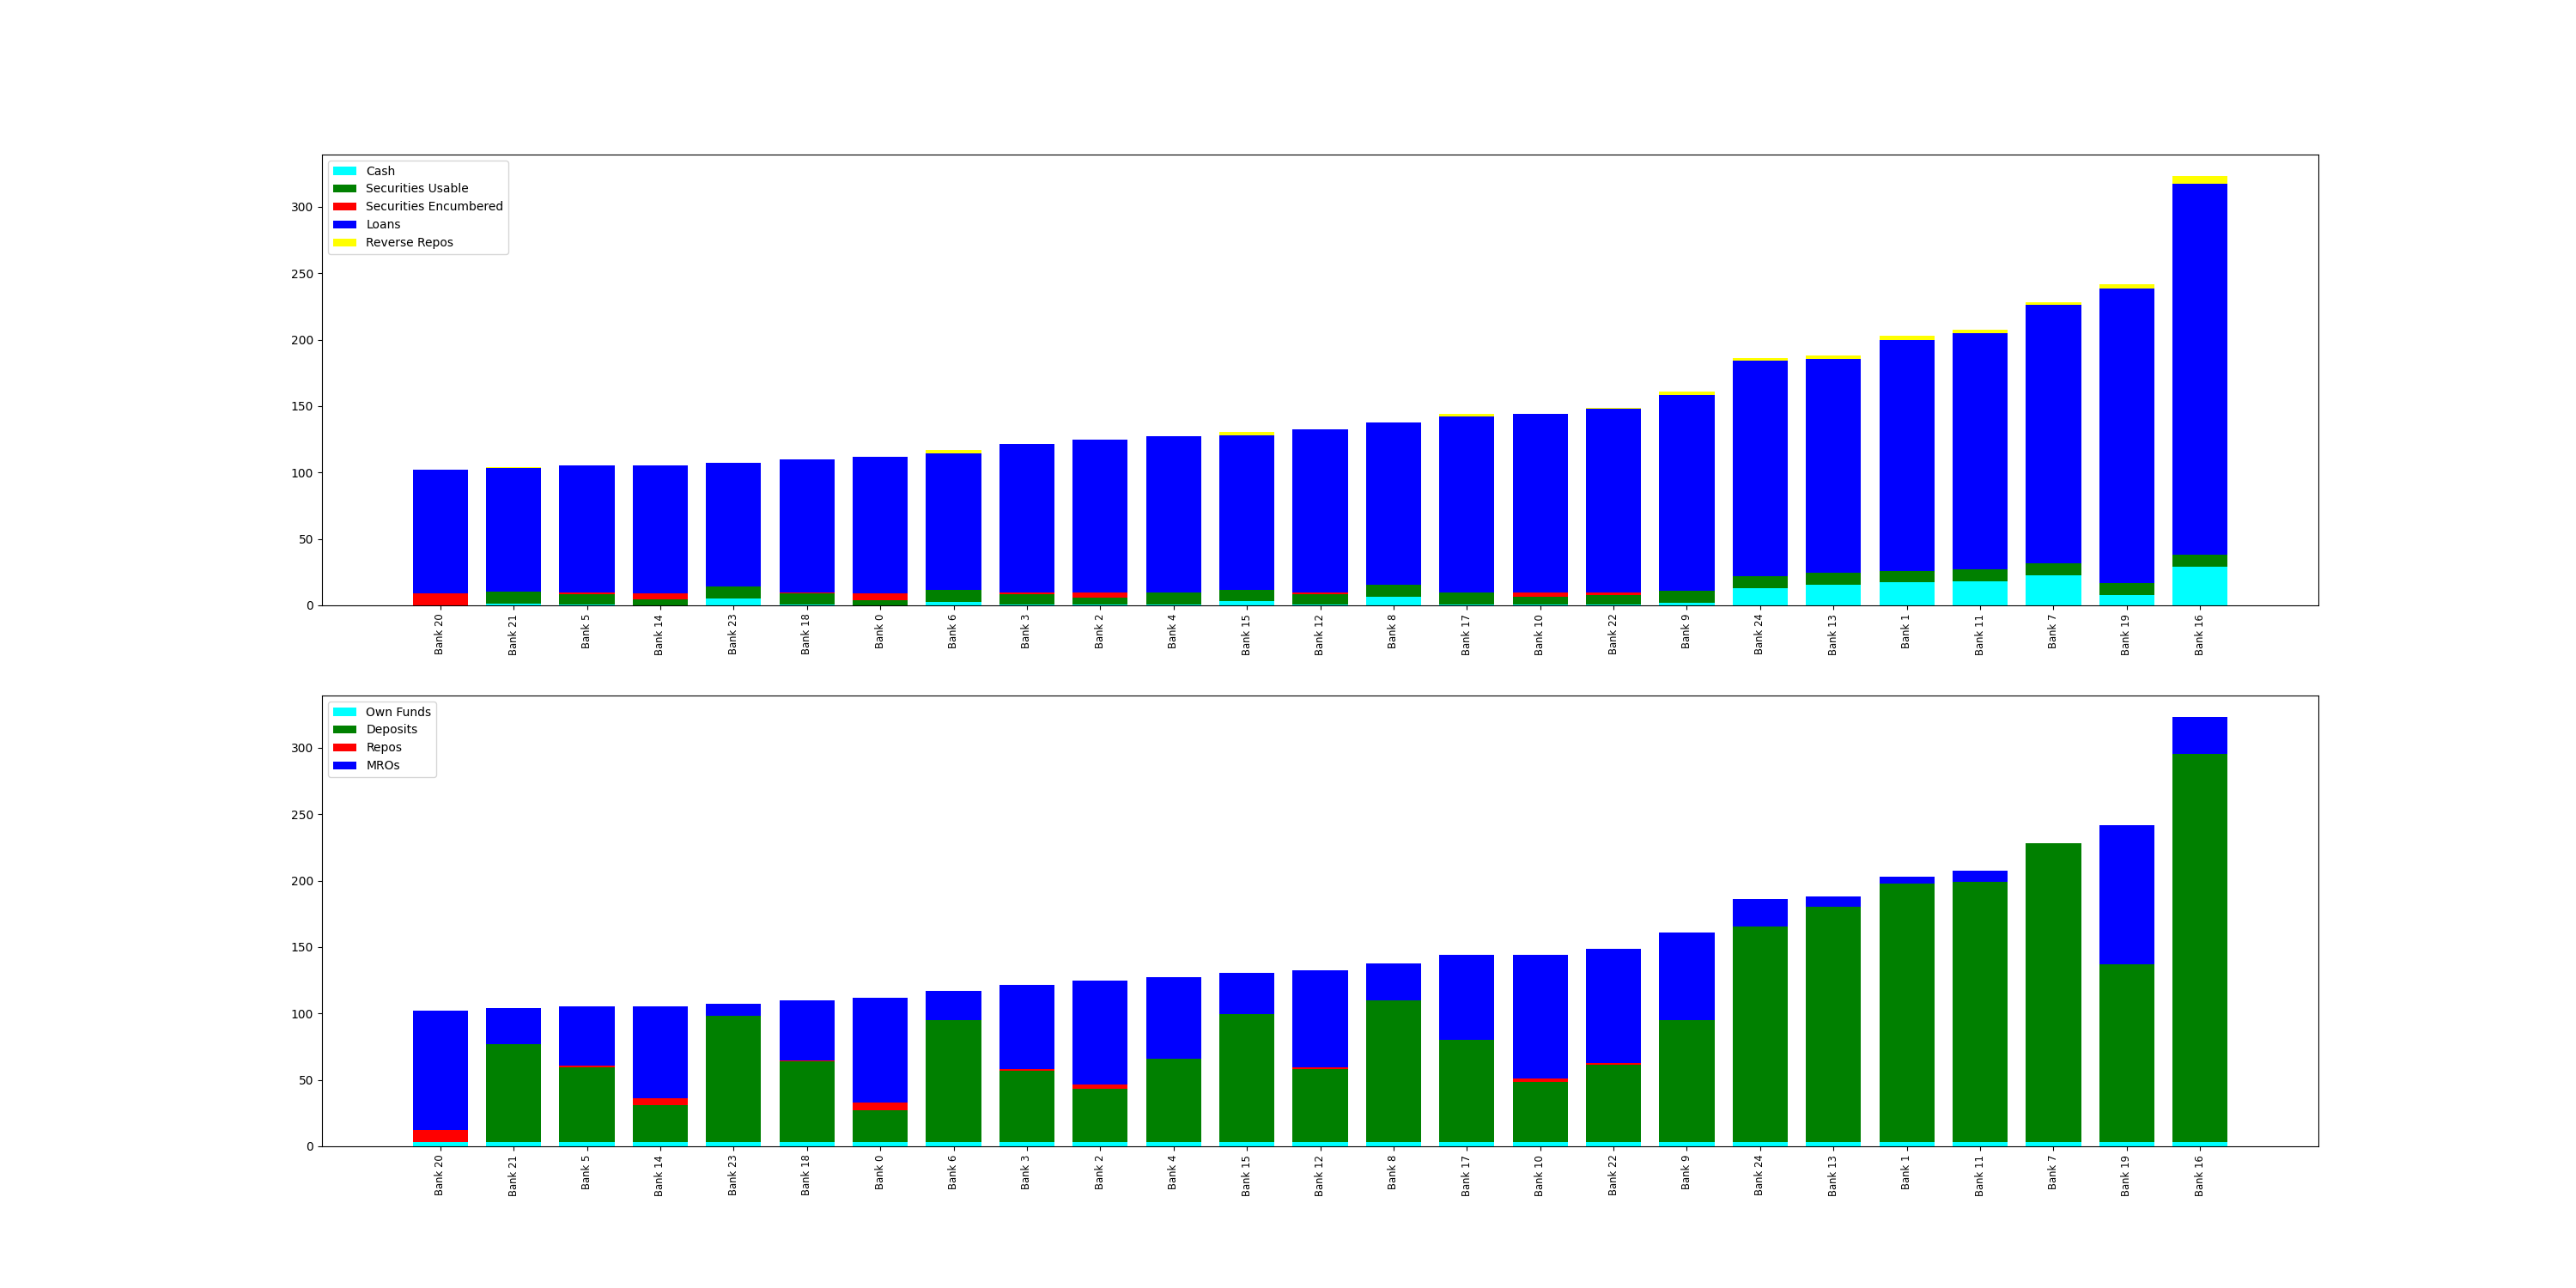 Cash
Securities Usable
Securities Encumbered
Loans
Reverse Repos
300
250
200
150
100
50
0
Bank 20 Bank 21 Bank 5 Bank 14 Bank 23 Bank 18 Bank 0 Bank 6 Bank 3 Bank 2 Bank 4 Bank 15 Bank 12 Bank 8 Bank 17 Bank 10 Bank 22 Bank 9 Bank 24 Bank 13 Bank 1 Bank 11 Bank 7 Bank 19 Bank 16
Own Funds
Deposits
Repos
MROs
300
250
200
150
100
50
0
Bank 20 Bank 21 Bank 5 Bank 14 Bank 23 Bank 18 Bank 0 Bank 6 Bank 3 Bank 2 Bank 4 Bank 15 Bank 12 Bank 8 Bank 17 Bank 10 Bank 22 Bank 9 Bank 24 Bank 13 Bank 1 Bank 11 Bank 7 Bank 19 Bank 16